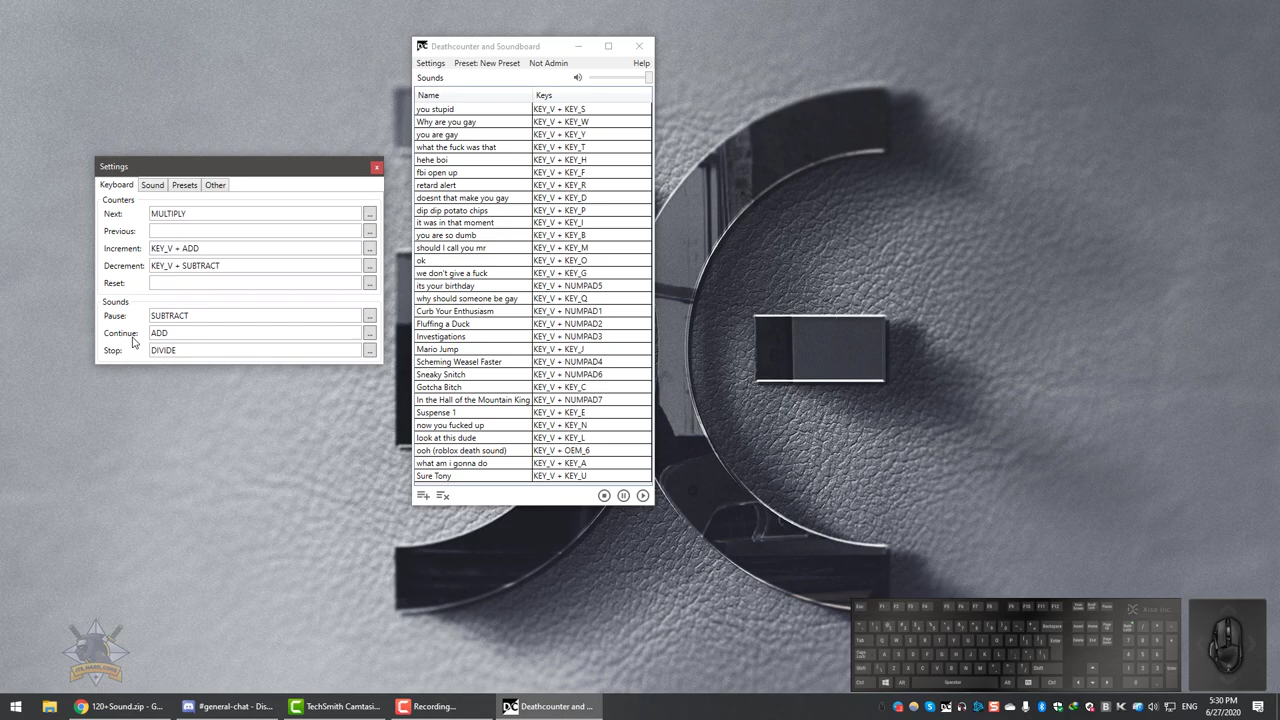 Deathcounter and Soundboard
Settings Preset: New Preset Not Admin Help
Sounds
Name Keys
you stupid KEY_V + KEY_S
Why are you gay KEY_V + KEY_W
you are gay KEY_V + KEY_Y
what the fuck was that KEY_V + KEY_T
hehe boi KEY_V + KEY_H
fbi open up KEY_V + KEY_F
retard alert KEY_V + KEY_R
doesnt that make you gay KEY_V + KEY_D
dip dip potato chips KEY_V + KEY_P
it was in that moment KEY_V + KEY_I
you are so dumb KEY_V + KEY_B
should I call you mr KEY_V + KEY_M
ok KEY_V + KEY_O
we don't give a fuck KEY_V + KEY_G
its your birthday KEY_V + NUMPAD5
why should someone be gay KEY_V + KEY_Q
Curb Your Enthusiasm KEY_V + NUMPAD1
Fluffing a Duck KEY_V + NUMPAD2
Investigations KEY_V + NUMPAD3
Mario Jump KEY_V + KEY_J
Scheming Weasel Faster KEY_V + NUMPAD4
Sneaky Snitch KEY_V + NUMPAD6
Gotcha Bitch KEY_V + KEY_C
In the Hall of the Mountain King KEY_V + NUMPAD7
Suspense 1 KEY_V + KEY_E
now you fucked up KEY_V + KEY_N
look at this dude KEY_V + KEY_L
ooh (roblox death sound) KEY_V + OEM_6
what am i gonna do KEY_V + KEY_A
Sure Tony KEY_V + KEY_U
Settings x
Keyboard Sound Presets Other
Counters
Next: MULTIPLY ...
Previous: ...
Increment: KEY_V + ADD ...
Decrement: KEY_V + SUBTRACT ...
Reset: ...
Sounds
Pause: SUBTRACT ...
Continue: ADD ...
Stop: DIVIDE ...
120+Sound.zip - G...
#general-chat - Dis...
TechSmith Camtasi...
Recording...
Deathcounter and ...
ENG
5:30 PM
6/27/2020